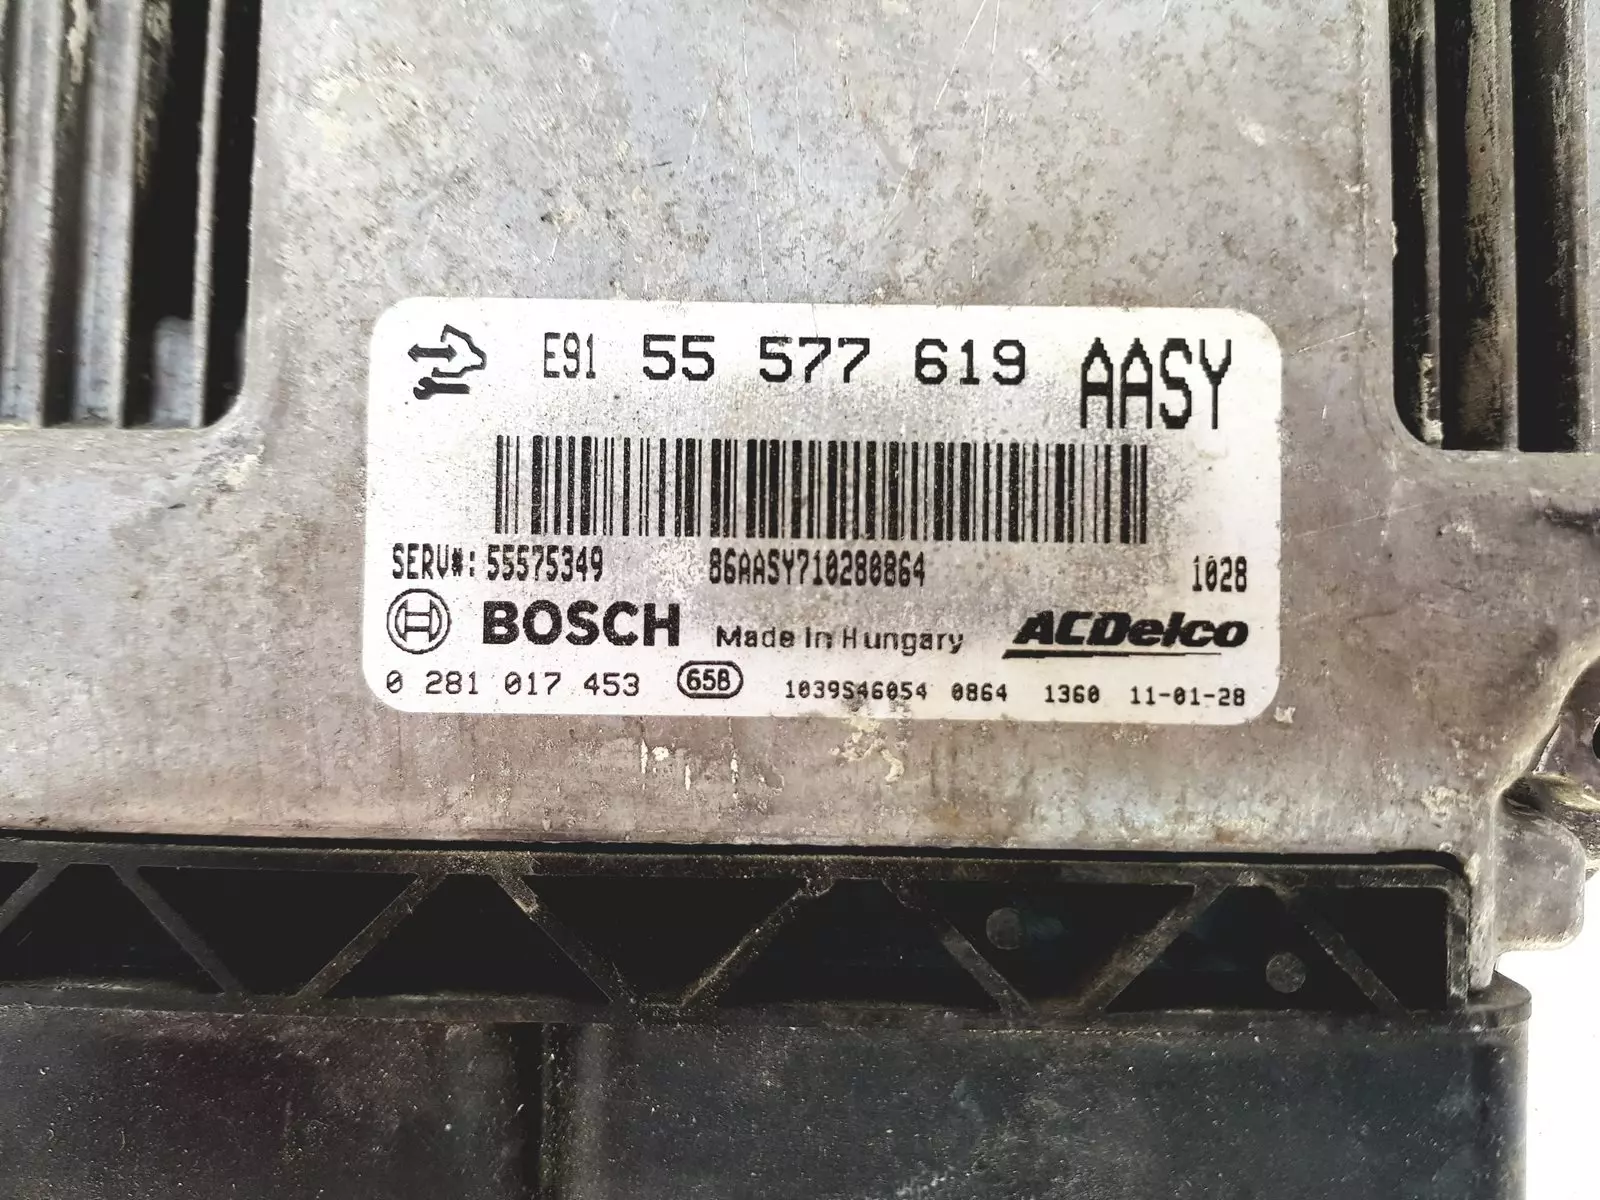 E91 55 577 619 AASY
SERV#: 55575349 86AASY710280864 1028
BOSCH Made in Hungary ACDelco
0 281 017 453 65B 1039S46054 0864 1360 11-01-28